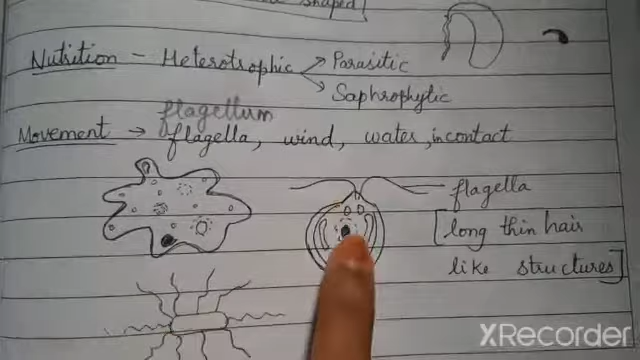 shaped
Nutrition - Heterotrophic
Parasitic
Saphrophytic
flagellum
Movement → flagella, wind, water, incontact
flagella
[long thin hair
like structures]
XRecorder